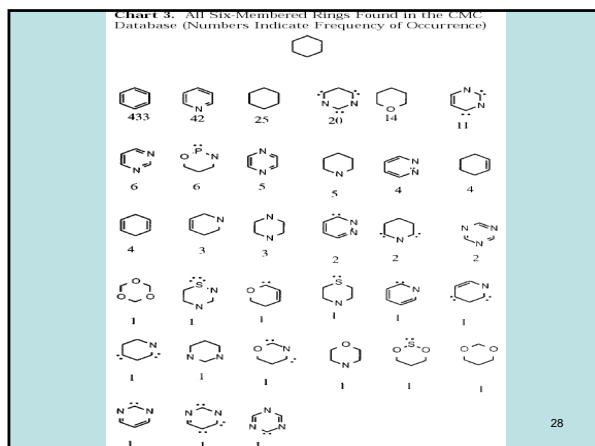 Chart 3. All Six-Membered Rings Found in the CMC
Database (Numbers Indicate Frequency of Occurrence)
N N N O N N
433 42 25 20 14 11
N N O P N N N N N N
6 6 5 5 4 4
N N N N N N N N N
4 3 3 2 2 2
O O O S N N O S N N N
1 1 1 1 1 1
N N N O N O N O S O O O
1 1 1 1 1 1
N N N N N N N
1 1 1
28